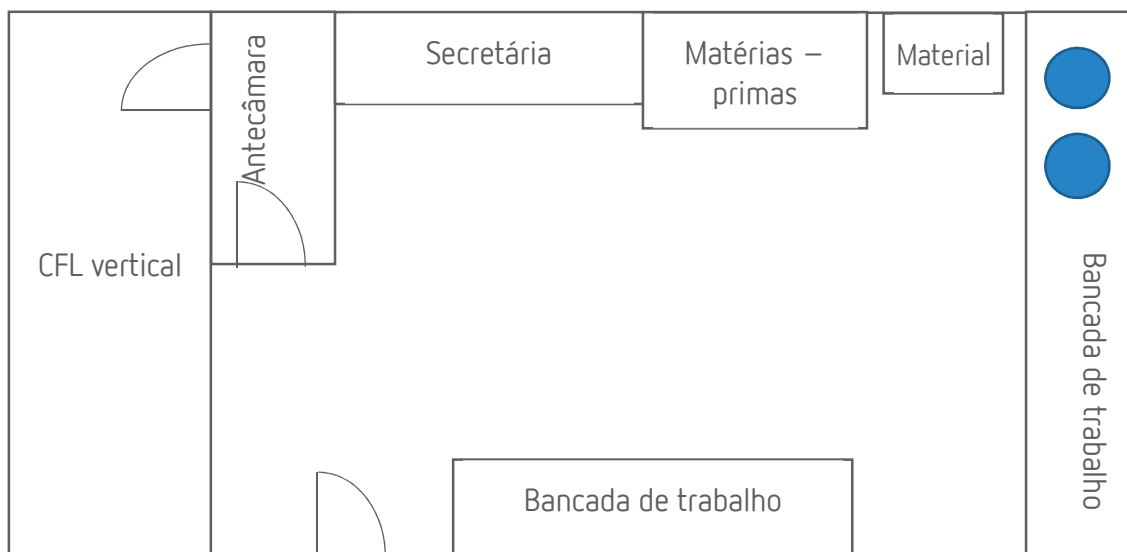 Antecâmara
Secretária
Matérias –
primas
Material
CFL vertical
Bancada de trabalho
Bancada de trabalho